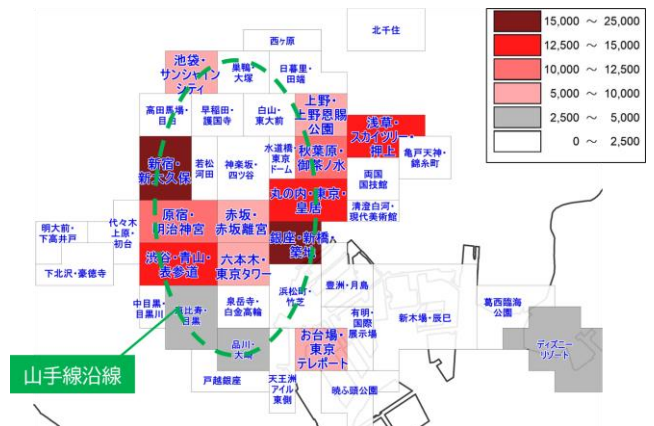 西ヶ原
北千住
池袋・
サンシャイン
シティ
巣鴨・
大塚
日暮里・
田端
高田馬場・
目白
早稲田・
護国寺
白山・
東大前
上野・
上野恩賜
公園
浅草・
スカイツリー・
押上
新宿・
新大久保
若松
河田
神楽坂・
四ツ谷
水道橋・
東京
ドーム
秋葉原・
御茶ノ水
両国
国技館
亀戸天神・
錦糸町
丸の内・東京・
皇居
清澄白河・
現代美術館
明大前・
下高井戸
代々木
上原・
初台
原宿・
明治神宮
赤坂・
赤坂離宮
銀座・新橋・
築地
下北沢・豪徳寺
渋谷・青山・
表参道
六本木・
東京タワー
浜松町・
竹芝
豊洲・月島
中目黒・
目黒川
恵比寿・
目黒
泉岳寺・
白金高輪
有明・
国際
展示場
新木場・辰巳
葛西臨海
公園
品川・
大崎
お台場・
東京
テレポート
ディズニー
リゾート
戸越銀座
天王洲
アイル
東側
暁ふ頭公園
山手線沿線
15,000 ～ 25,000
12,500 ～ 15,000
10,000 ～ 12,500
5,000 ～ 10,000
2,500 ～ 5,000
0 ～ 2,500